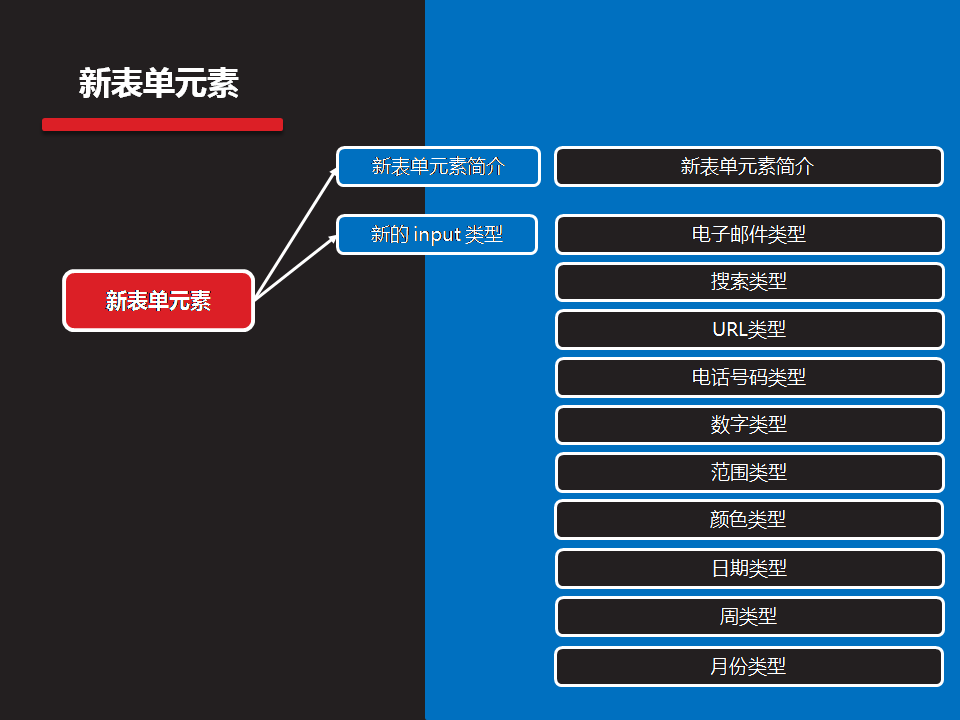 新表单元素
新表单元素简介
新表单元素简介
新的 input 类型
电子邮件类型
搜索类型
新表单元素
URL类型
电话号码类型
数字类型
范围类型
颜色类型
日期类型
周类型
月份类型